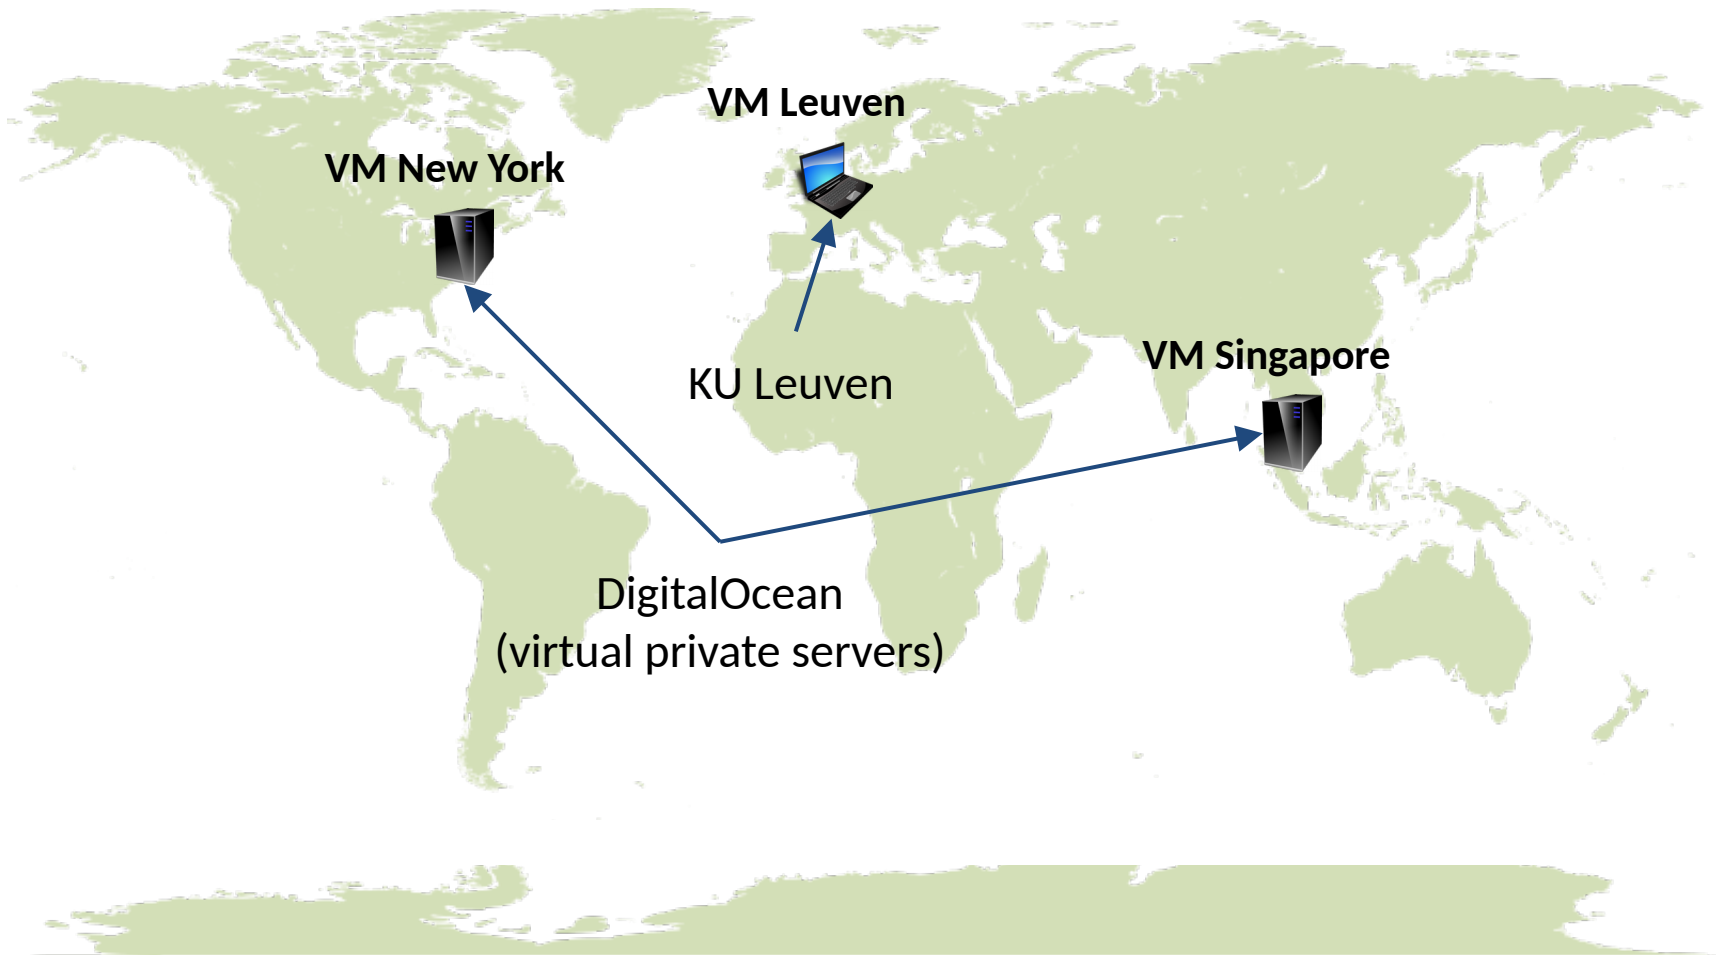 VM Leuven
VM New York
VM Singapore
KU Leuven
DigitalOcean
(virtual private servers)